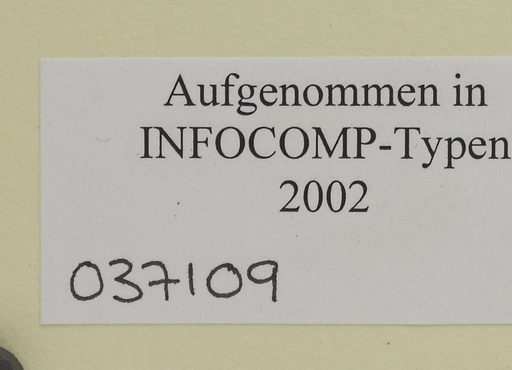 Aufgenommen in
INFOCOMP-Typen
2002
037109